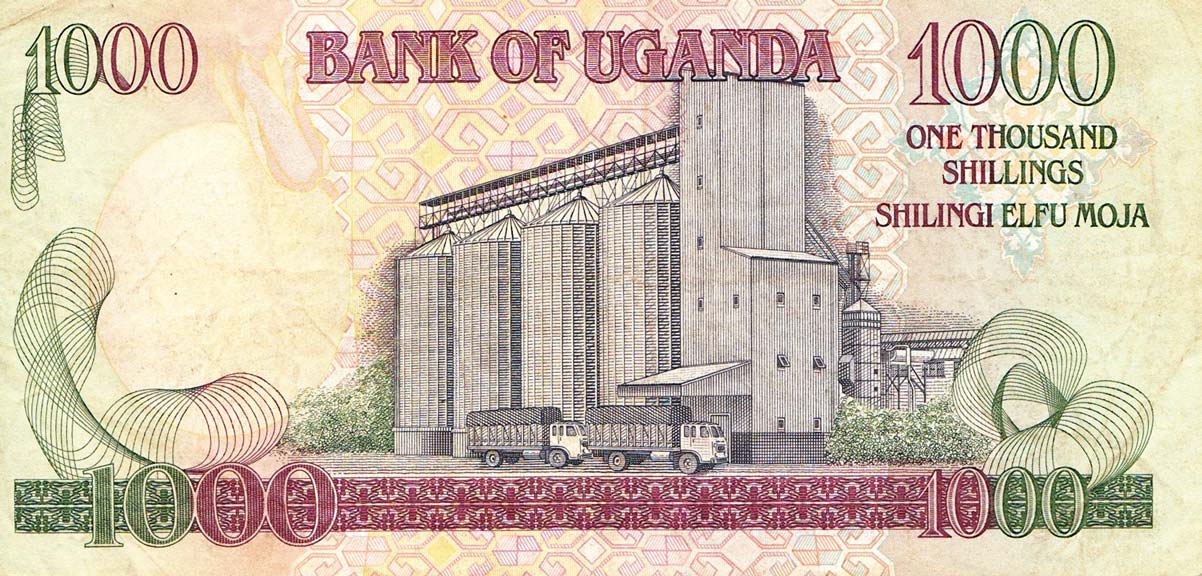 1000
BANK OF UGANDA
1000
ONE THOUSAND
SHILLINGS
SHILINGI ELFU MOJA
1000
1000